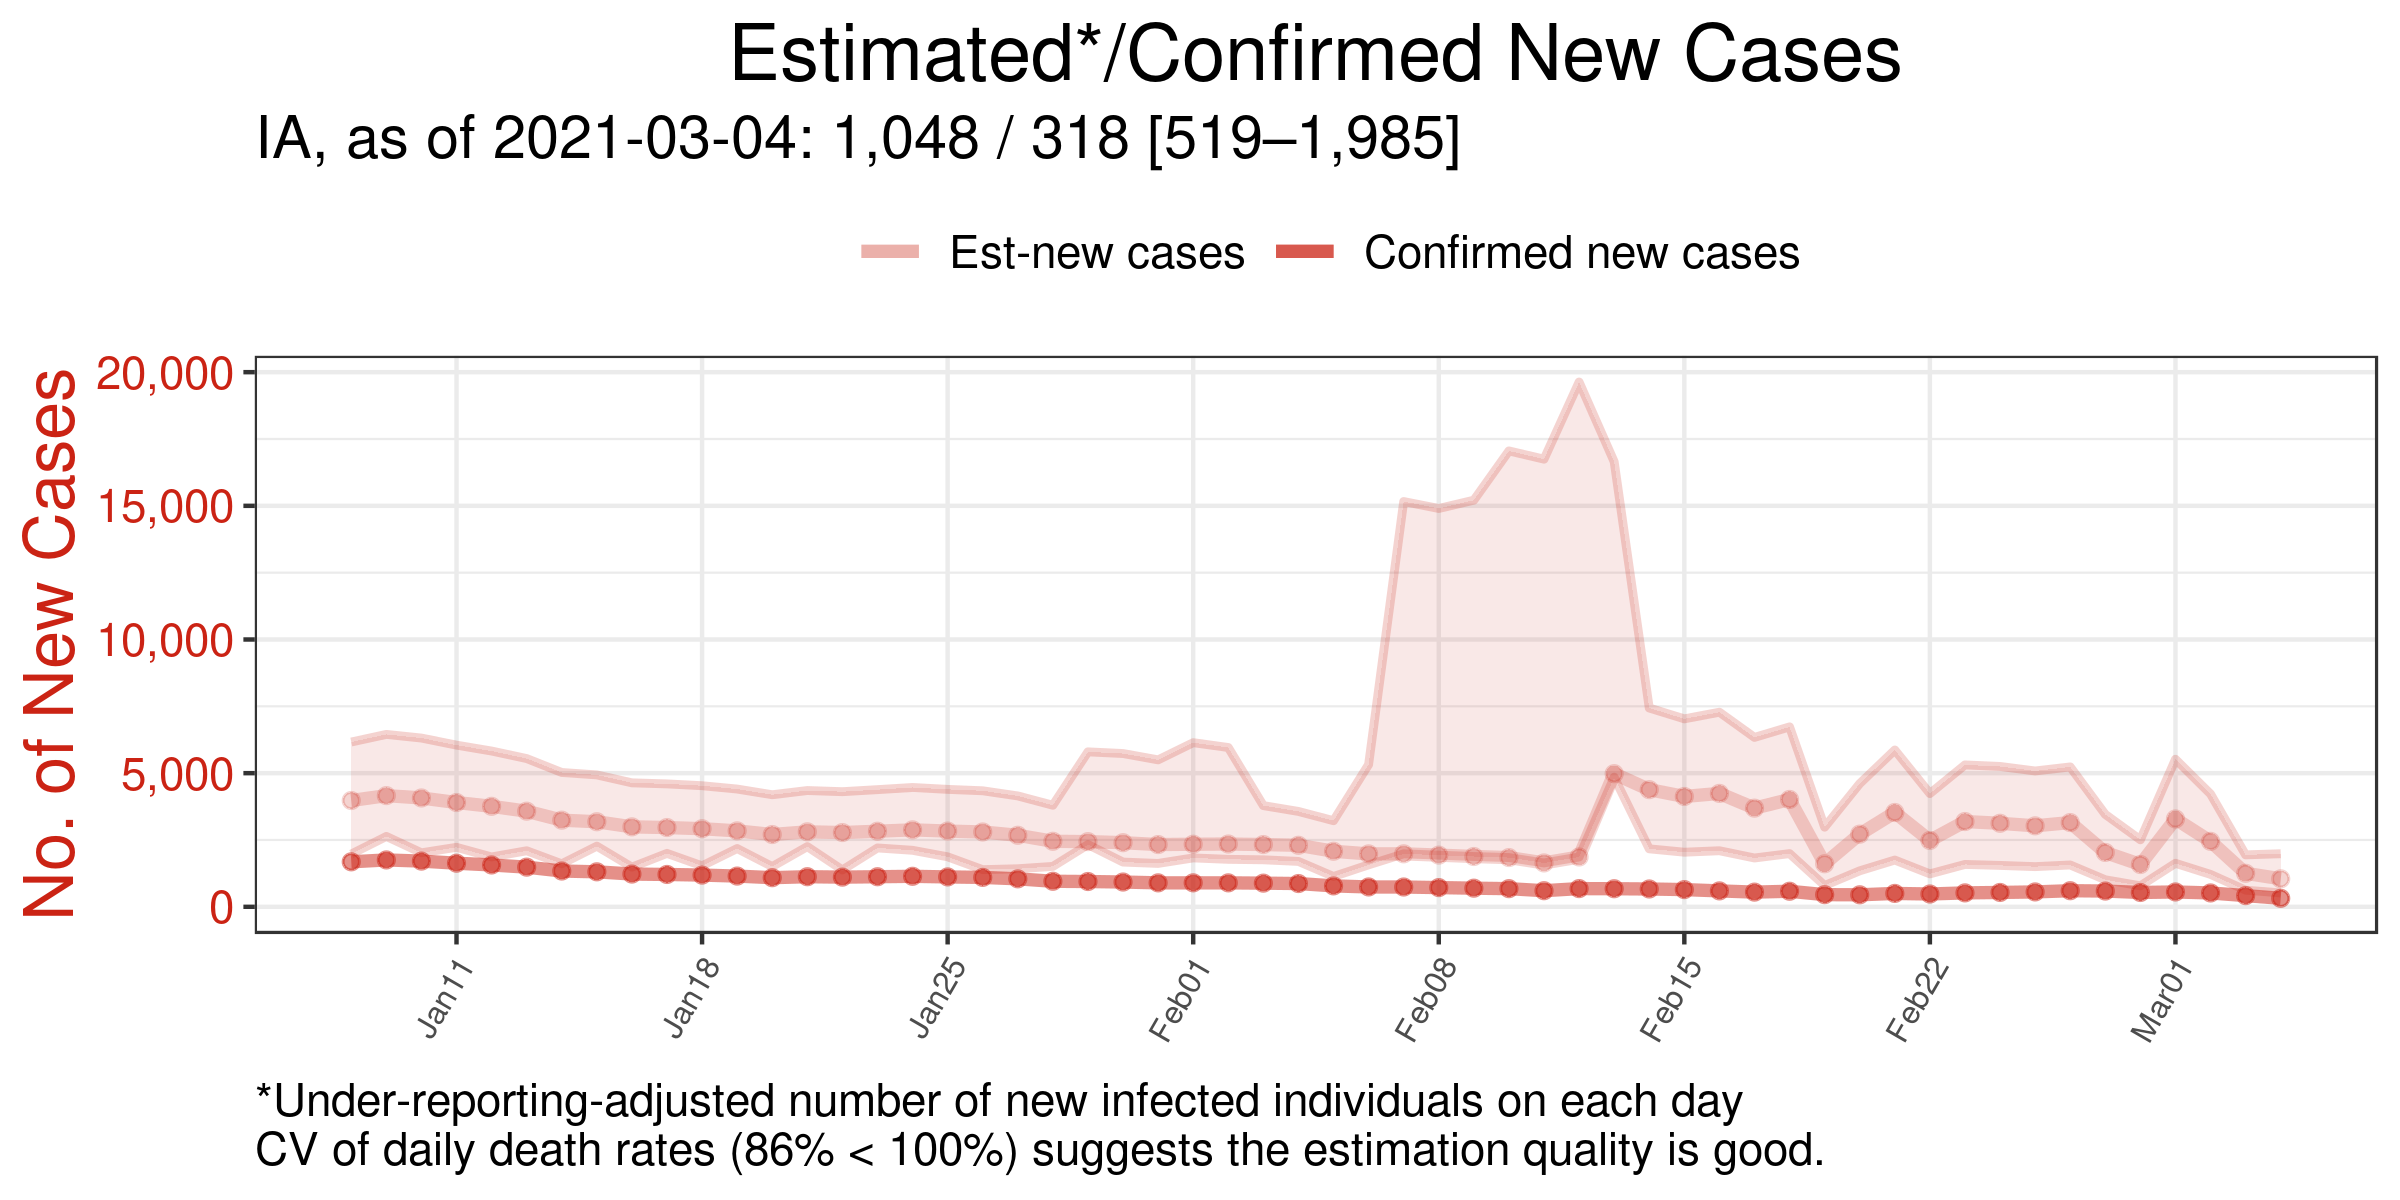 Estimated*/Confirmed New Cases
IA, as of 2021-03-04: 1,048 / 318 [519–1,985]
Est-new cases
Confirmed new cases
No. of New Cases
20,000
15,000
10,000
5,000
0
Jan11
Jan18
Jan25
Feb01
Feb08
Feb15
Feb22
Mar01
*Under-reporting-adjusted number of new infected individuals on each day
CV of daily death rates (86% < 100%) suggests the estimation quality is good.